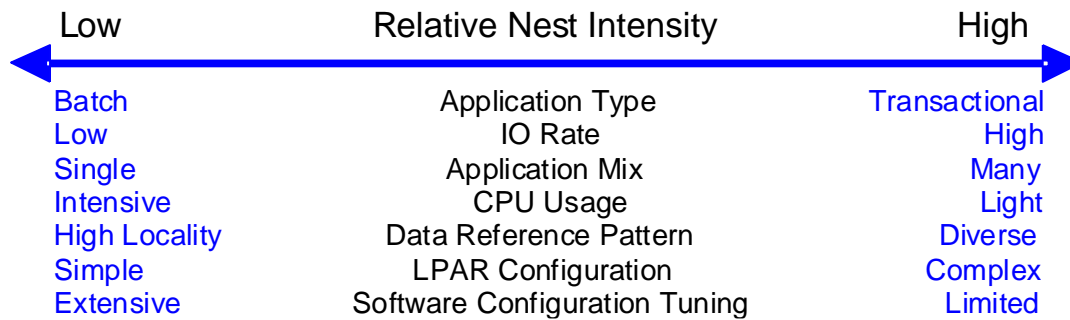 Low Relative Nest Intensity High
Batch Application Type Transactional
Low IO Rate High
Single Application Mix Many
Intensive CPU Usage Light
High Locality Data Reference Pattern Diverse
Simple LPAR Configuration Complex
Extensive Software Configuration Tuning Limited